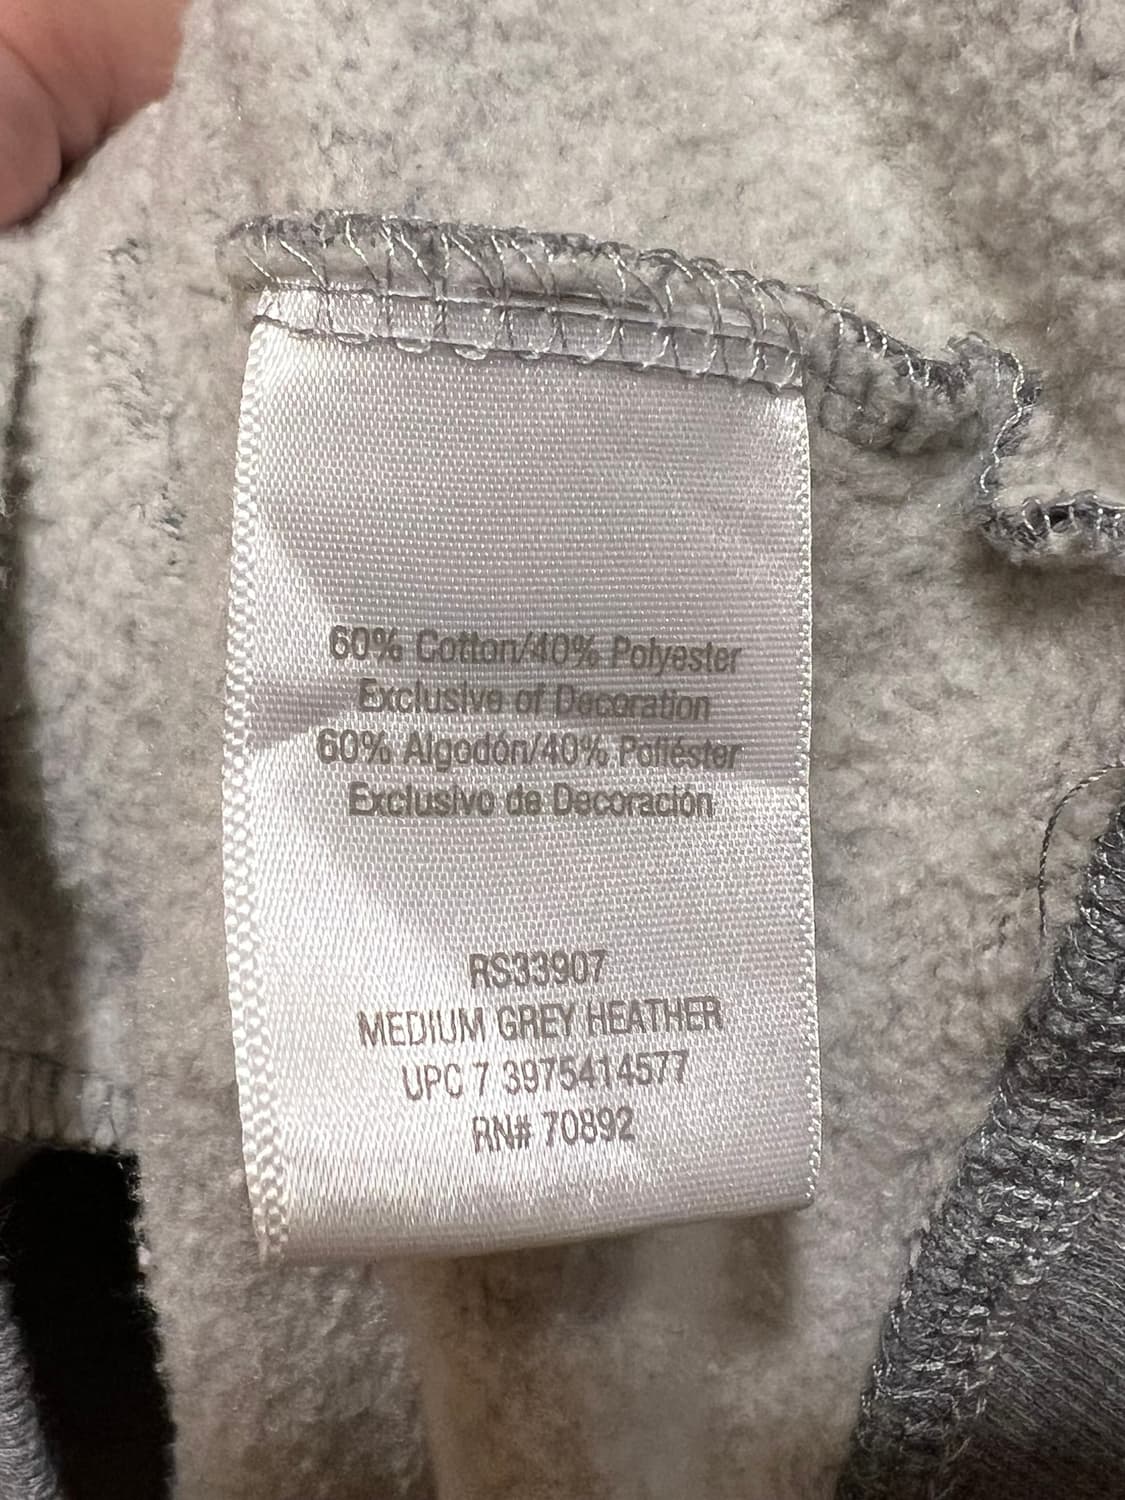 60% Cotton/40% Polyester
Exclusive of Decoration
60% Algodón/40% Poliéster
Exclusivo de Decoración
RS33907
MEDIUM GREY HEATHER
UPC 7 3975414577
RN# 70892